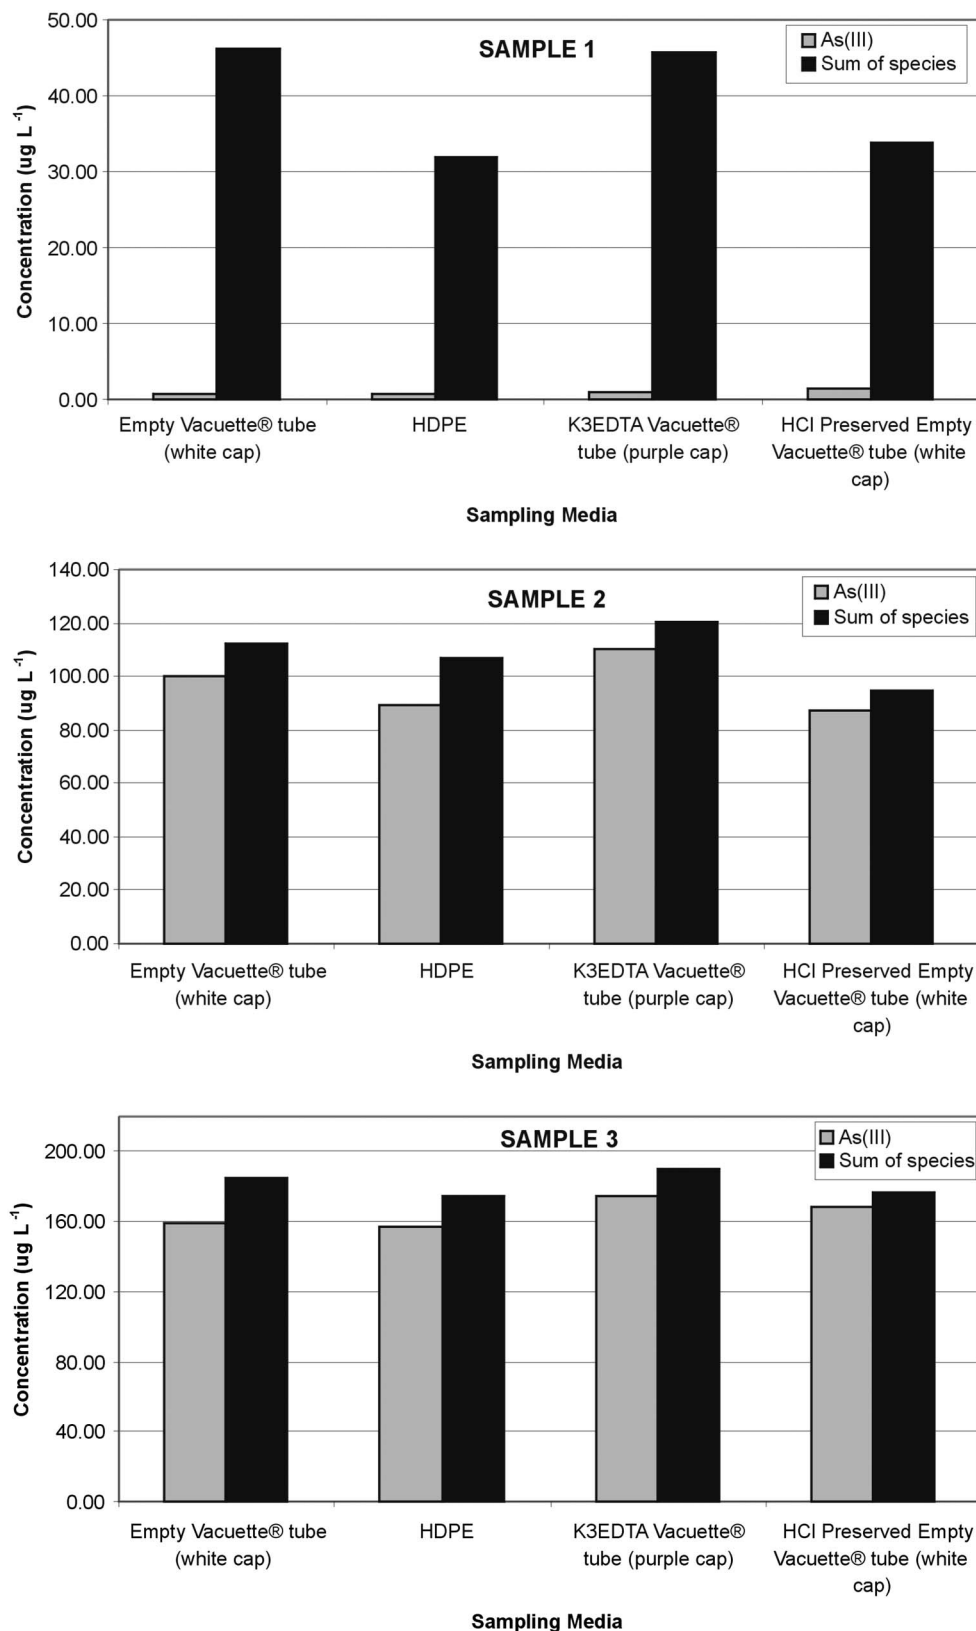 50.00
SAMPLE 1
As(III)
Sum of species
40.00
30.00
20.00
10.00
0.00
Concentration (ug L⁻¹)
Empty Vacuette® tube
(white cap)
HDPE
K3EDTA Vacuette®
tube (purple cap)
HCl Preserved Empty
Vacuette® tube (white
cap)
Sampling Media
140.00
SAMPLE 2
As(III)
Sum of species
120.00
100.00
80.00
60.00
40.00
20.00
0.00
Concentration (ug L⁻¹)
Empty Vacuette® tube
(white cap)
HDPE
K3EDTA Vacuette®
tube (purple cap)
HCl Preserved Empty
Vacuette® tube (white
cap)
Sampling Media
SAMPLE 3
As(III)
Sum of species
200.00
160.00
120.00
80.00
40.00
0.00
Concentration (ug L⁻¹)
Empty Vacuette® tube
(white cap)
HDPE
K3EDTA Vacuette®
tube (purple cap)
HCl Preserved Empty
Vacuette® tube (white
cap)
Sampling Media